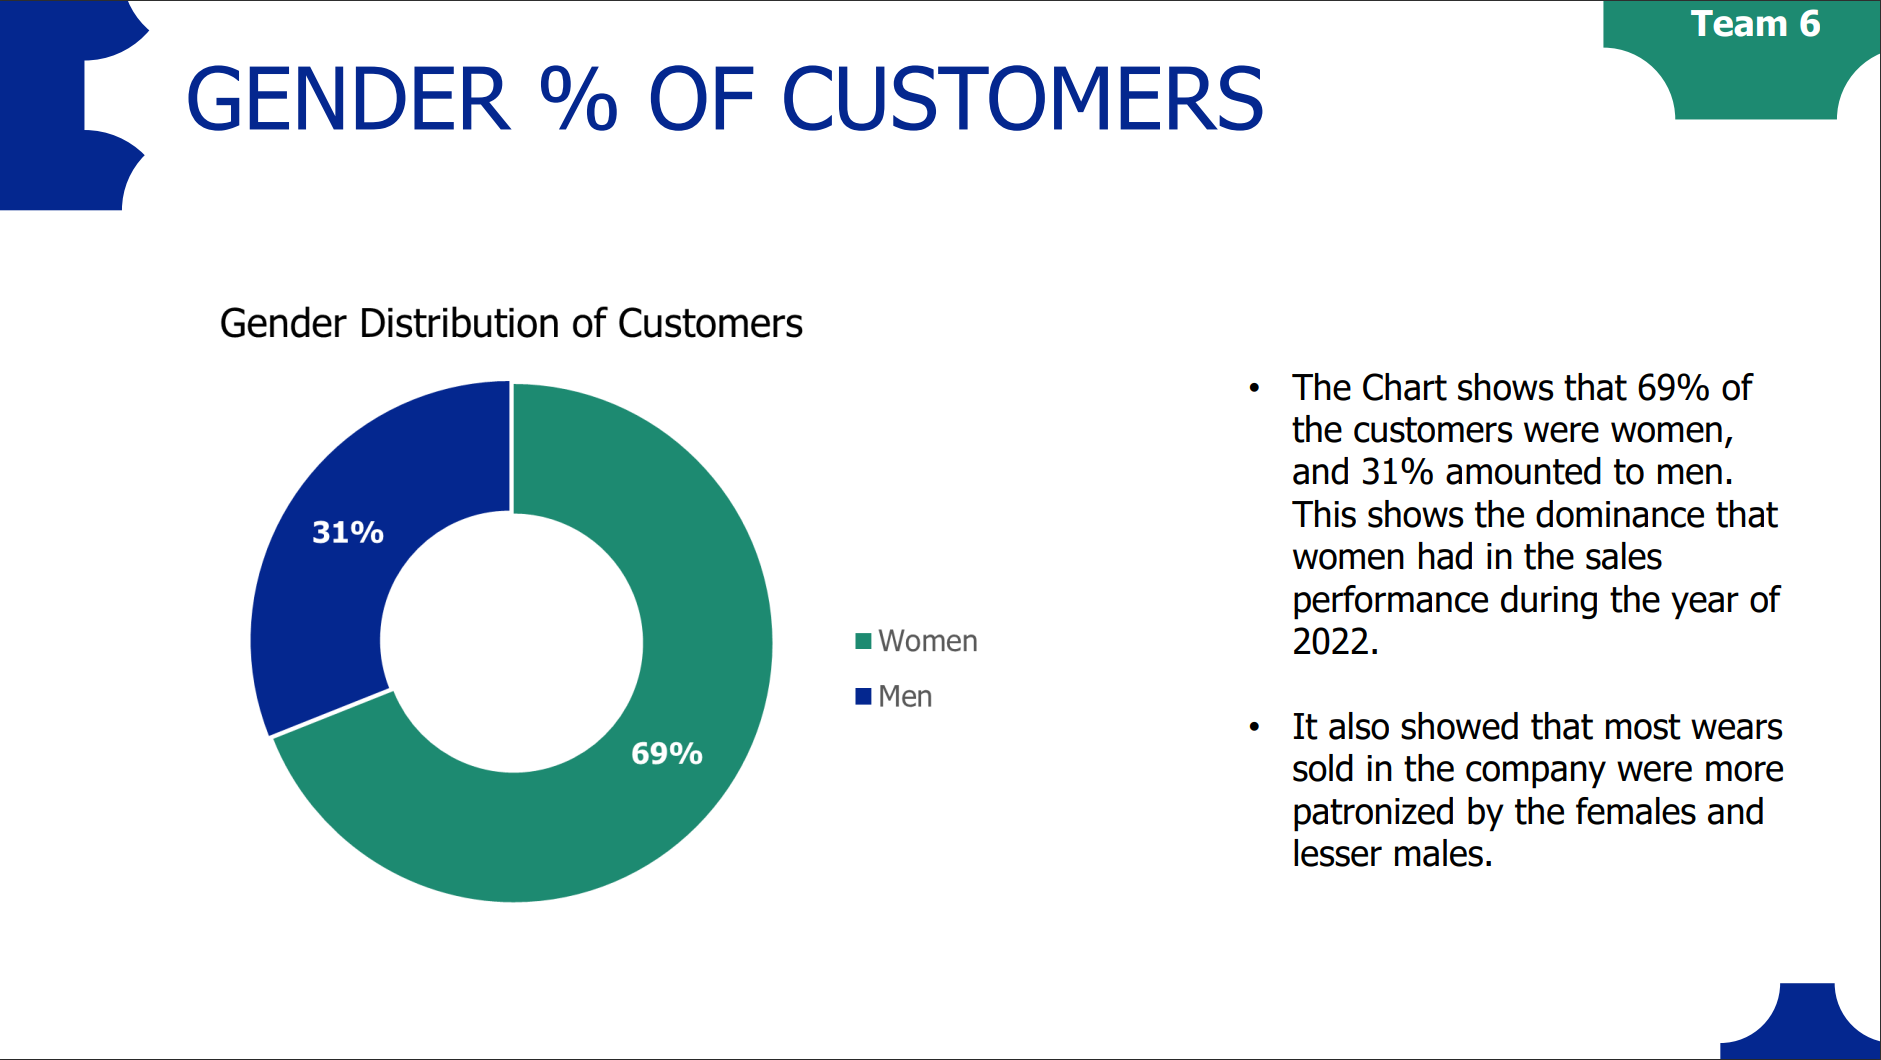 Team 6
GENDER % OF CUSTOMERS
Gender Distribution of Customers
31%
69%
Women
Men
• The Chart shows that 69% of
the customers were women,
and 31% amounted to men.
This shows the dominance that
women had in the sales
performance during the year of
2022.
• It also showed that most wears
sold in the company were more
patronized by the females and
lesser males.